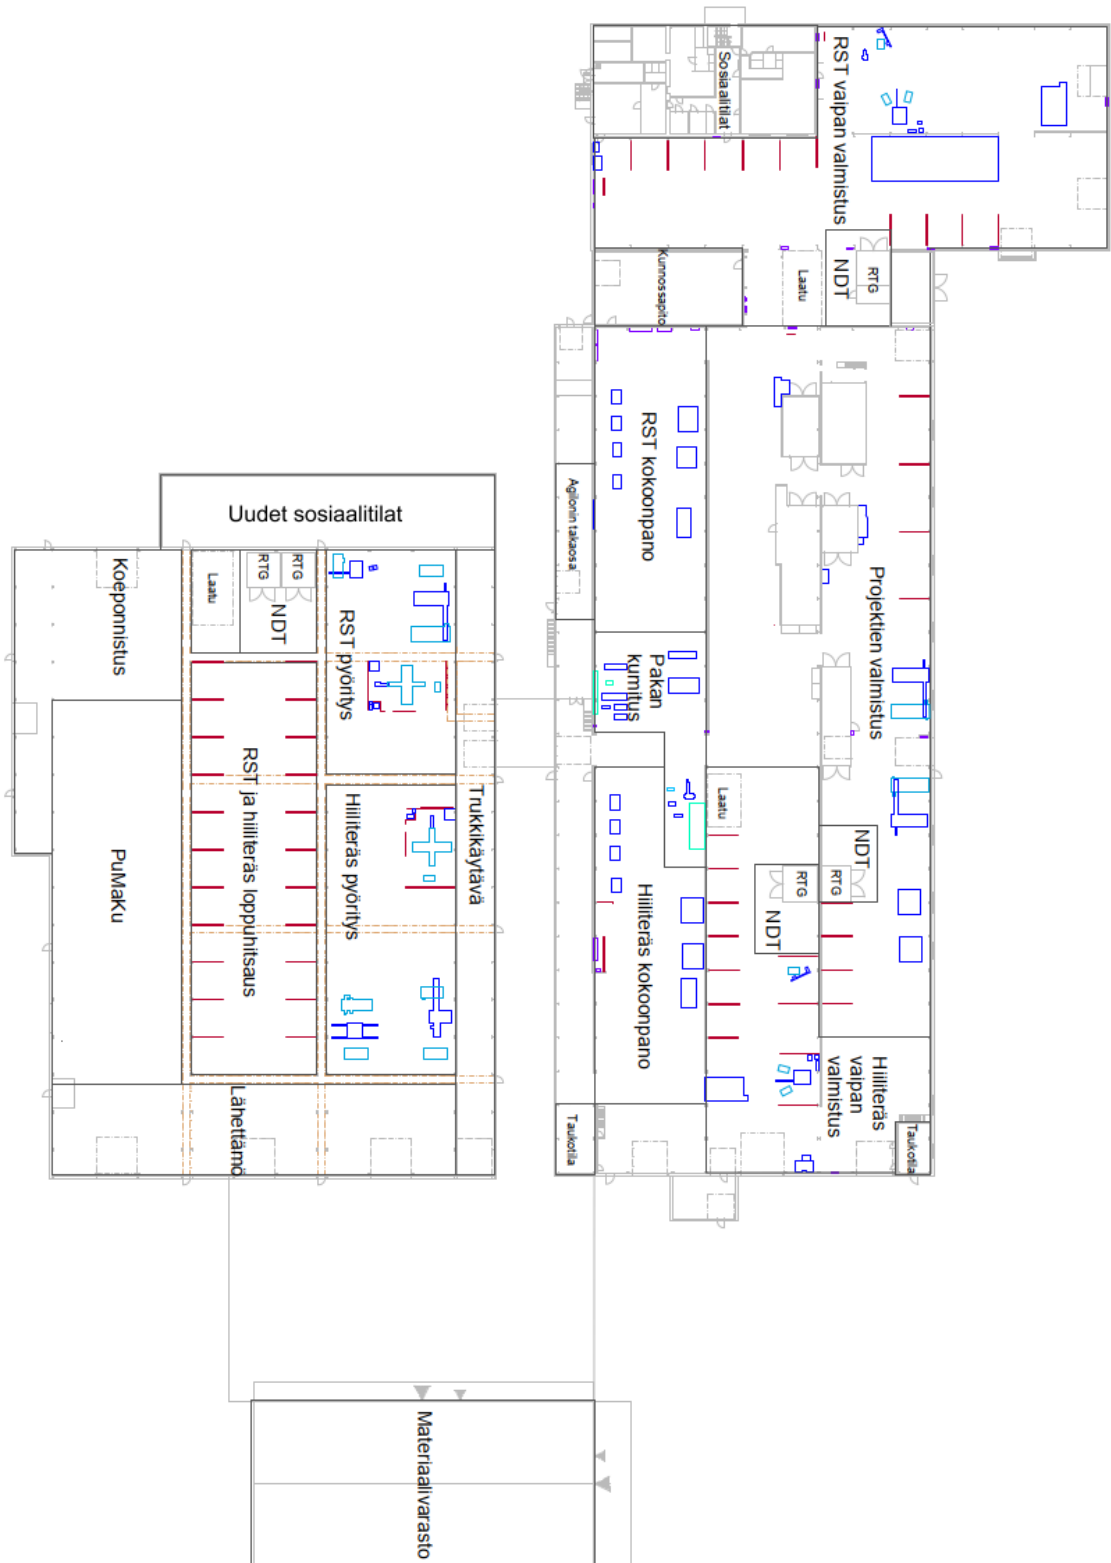 Sosiaalitilat
RST vaipan valmistus
Kunnossapito
Laatu
NDT
RTG
RST kokoonpano
Agilonin takaosa
Projektien valmistus
Uudet sosiaalitilat
Koeponnistus
Laatu
RTG
RTG
NDT
RST pyöritys
Pakan
kumitus
RST ja hiiliteräs loppuhitsaus
Hiiliteräs pyöritys
Trukkikäytävä
Laatu
NDT
RTG
RTG
NDT
PuMaKu
Hiiliteräs kokoonpano
Hiiliteräs
vaipan
valmistus
Lähettämö
Taukotila
Taukotila
Materiaalivarasto